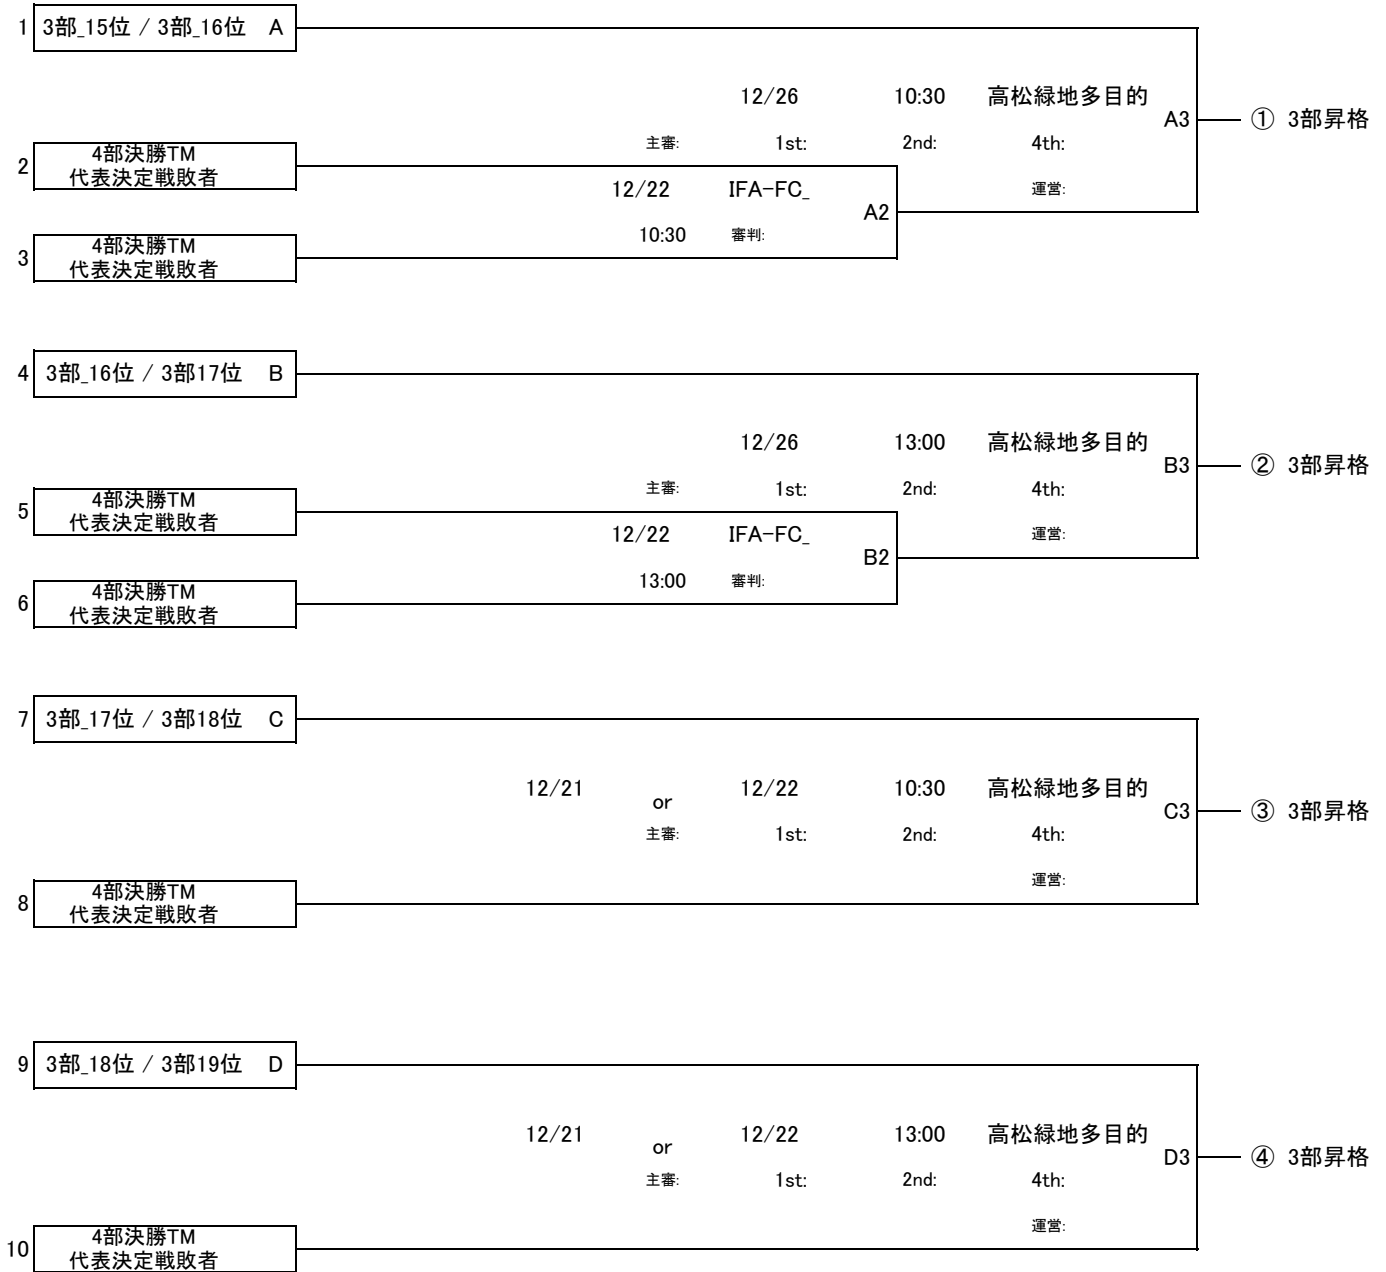 1 3部_15位 / 3部_16位 A
12/26 10:30 高松緑地多目的
A3 ① 3部昇格
主審: 1st: 2nd: 4th:
2 4部決勝TM
代表決定戦敗者
12/22 IFA-FC_ 運営:
A2
10:30 審判:
3 4部決勝TM
代表決定戦敗者
4 3部_16位 / 3部17位 B
12/26 13:00 高松緑地多目的
B3 ② 3部昇格
主審: 1st: 2nd: 4th:
5 4部決勝TM
代表決定戦敗者
12/22 IFA-FC_ 運営:
B2
13:00 審判:
6 4部決勝TM
代表決定戦敗者
7 3部_17位 / 3部18位 C
12/21 or 12/22 10:30 高松緑地多目的
C3 ③ 3部昇格
主審: 1st: 2nd: 4th:
運営:
8 4部決勝TM
代表決定戦敗者
9 3部_18位 / 3部19位 D
12/21 or 12/22 13:00 高松緑地多目的
D3 ④ 3部昇格
主審: 1st: 2nd: 4th:
運営:
10 4部決勝TM
代表決定戦敗者